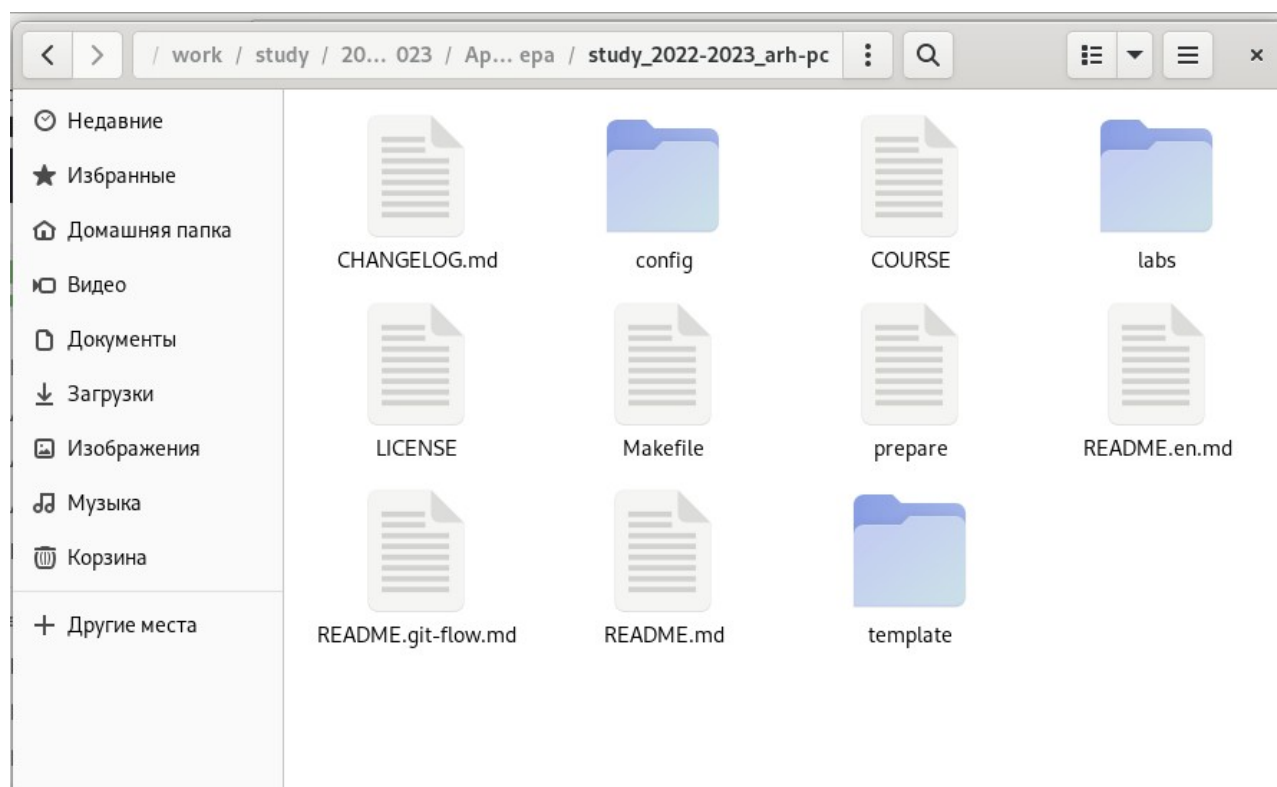 / work / study / 20... 023 / Ap... epa / study_2022-2023_arh-pc
Недавние
Избранные
Домашняя папка
Видео
Документы
Загрузки
Изображения
Музыка
Корзина
Другие места
CHANGELOG.md config COURSE labs
LICENSE Makefile prepare README.en.md
README.git-flow.md README.md template